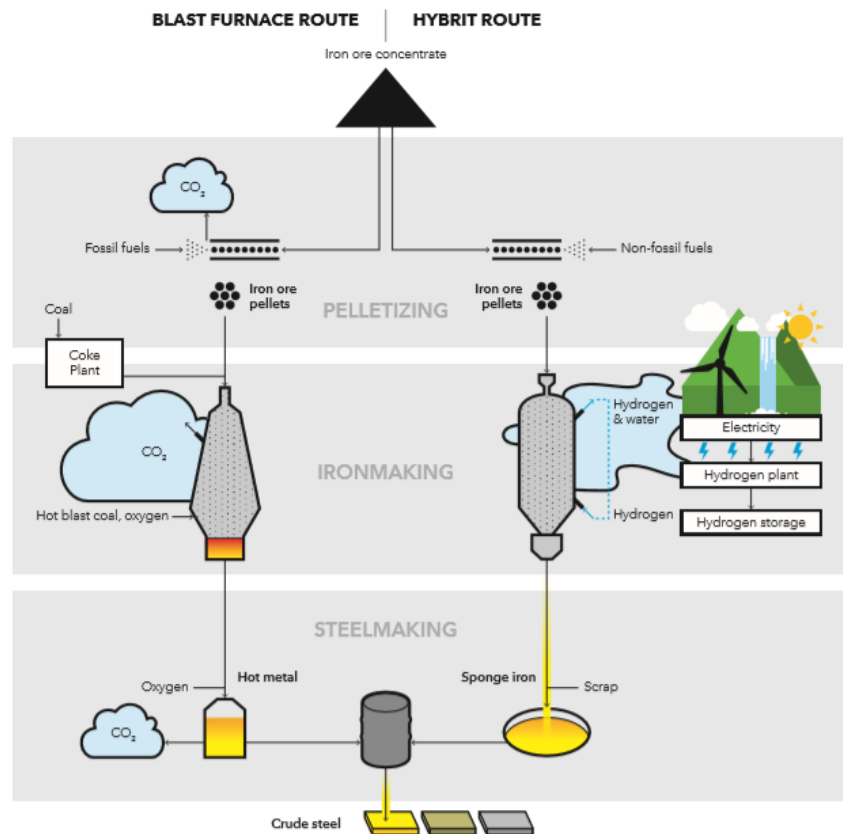 BLAST FURNACE ROUTE
HYBRIT ROUTE
Iron ore concentrate
CO₂
Fossil fuels
Non-fossil fuels
Iron ore
pellets
Iron ore
pellets
PELLETIZING
Coal
Coke
Plant
CO₂
Hot blast coal, oxygen
IRONMAKING
Hydrogen
& water
Hydrogen
Electricity
Hydrogen plant
Hydrogen storage
STEELMAKING
Oxygen
Hot metal
Sponge iron
Scrap
CO₂
Crude steel